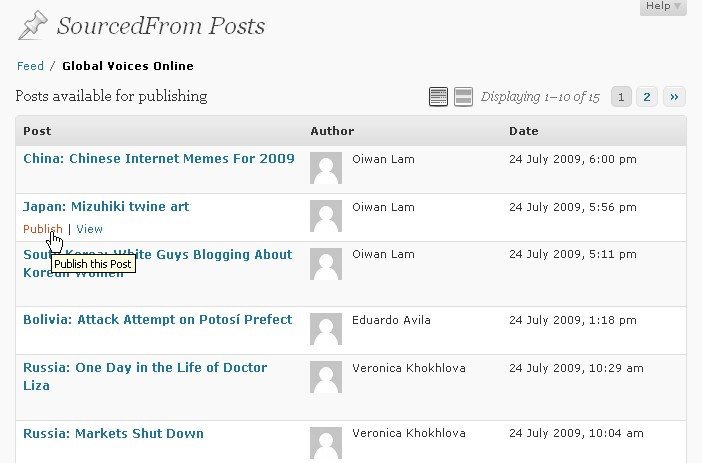 Help
SourcedFrom Posts
Feed / Global Voices Online
Posts available for publishing
Displaying 1–10 of 15 1 2 »
Post Author Date
China: Chinese Internet Memes For 2009 Oiwan Lam 24 July 2009, 6:00 pm
Japan: Mizuhiki twine art Oiwan Lam 24 July 2009, 5:56 pm
Publish | View
South Korea: White Guys Blogging About Oiwan Lam 24 July 2009, 5:11 pm
Korean Women
Publish this Post
Bolivia: Attack Attempt on Potosí Prefect Eduardo Avila 24 July 2009, 1:18 pm
Russia: One Day in the Life of Doctor Veronica Khokhlova 24 July 2009, 10:29 am
Liza
Russia: Markets Shut Down Veronica Khokhlova 24 July 2009, 10:04 am